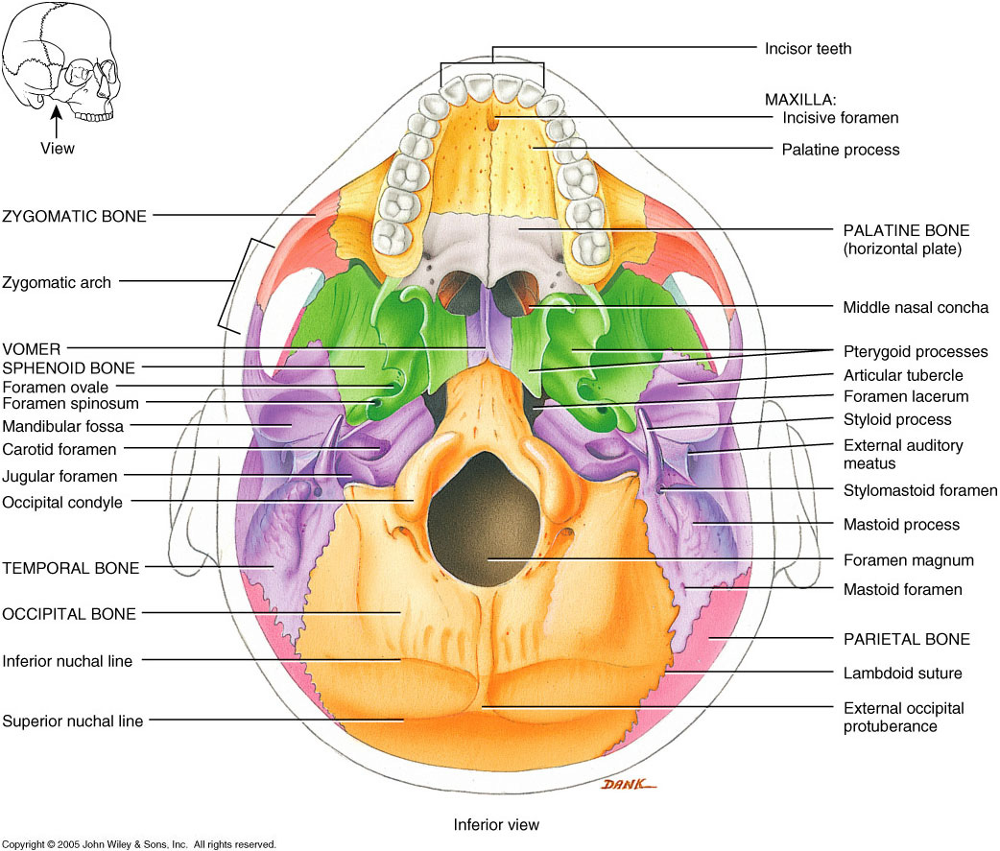 Incisor teeth
MAXILLA:
Incisive foramen
Palatine process
View
ZYGOMATIC BONE
PALATINE BONE
(horizontal plate)
Zygomatic arch
Middle nasal concha
VOMER
SPHENOID BONE
Foramen ovale
Foramen spinosum
Mandibular fossa
Carotid foramen
Jugular foramen
Occipital condyle
TEMPORAL BONE
OCCIPITAL BONE
Inferior nuchal line
Superior nuchal line
Pterygoid processes
Articular tubercle
Foramen lacerum
Styloid process
External auditory
meatus
Stylomastoid foramen
Mastoid process
Foramen magnum
Mastoid foramen
PARIETAL BONE
Lambdoid suture
External occipital
protuberance
DANK
Inferior view
Copyright © 2005 John Wiley & Sons, Inc. All rights reserved.